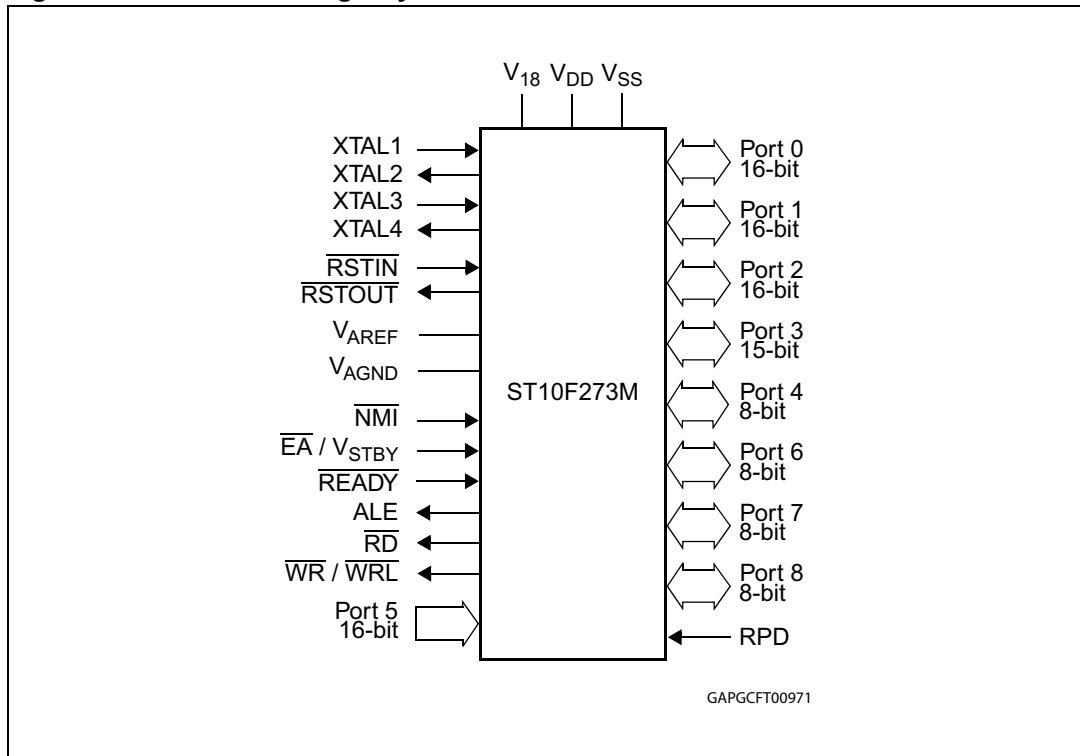 V18 VDD VSS
XTAL1
XTAL2
XTAL3
XTAL4
RSTIN
RSTOUT
VAREF
VAGND
NMI
EA / VSTBY
READY
ALE
RD
WR / WRL
Port 5
16-bit
ST10F273M
Port 0
16-bit
Port 1
16-bit
Port 2
16-bit
Port 3
15-bit
Port 4
8-bit
Port 6
8-bit
Port 7
8-bit
Port 8
8-bit
RPD
GAPGCFT00971